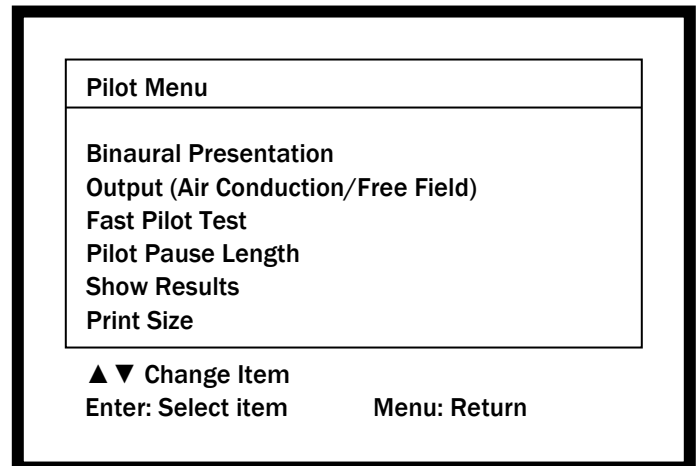 Pilot Menu
Binaural Presentation
Output (Air Conduction/Free Field)
Fast Pilot Test
Pilot Pause Length
Show Results
Print Size
▲ ▼ Change Item
Enter: Select item Menu: Return